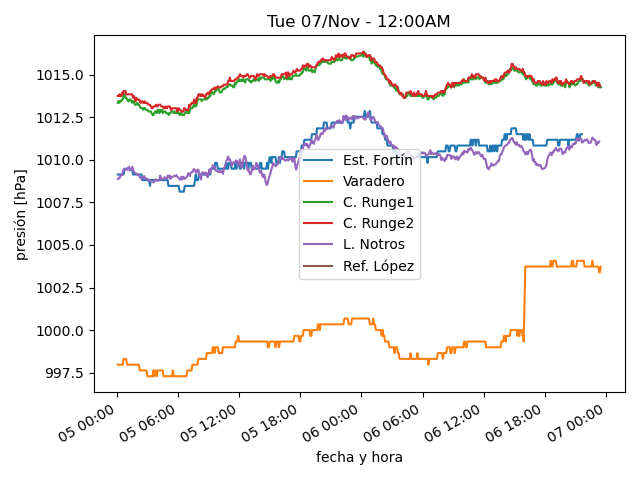 Tue 07/Nov - 12:00AM
presión [hPa]
1015.0
1012.5
1010.0
1007.5
1005.0
1002.5
1000.0
997.5
Est. Fortín
Varadero
C. Runge1
C. Runge2
L. Notros
Ref. López
05 00:00
05 06:00
05 12:00
05 18:00
06 00:00
06 06:00
06 12:00
06 18:00
07 00:00
fecha y hora